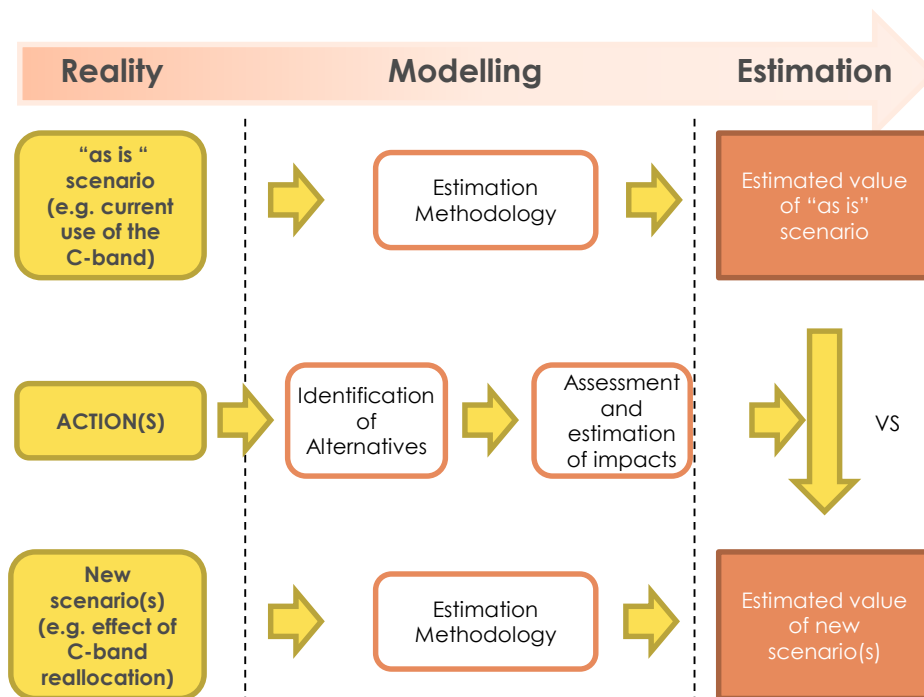 Reality
Modelling
Estimation
“as is “
scenario
(e.g. current
use of the
C-band)
Estimation
Methodology
Estimated value
of “as is”
scenario
ACTION(S)
Identification
of
Alternatives
Assessment
and
estimation
of impacts
VS
New
scenario(s)
(e.g. effect of
C-band
reallocation)
Estimation
Methodology
Estimated value
of new
scenario(s)